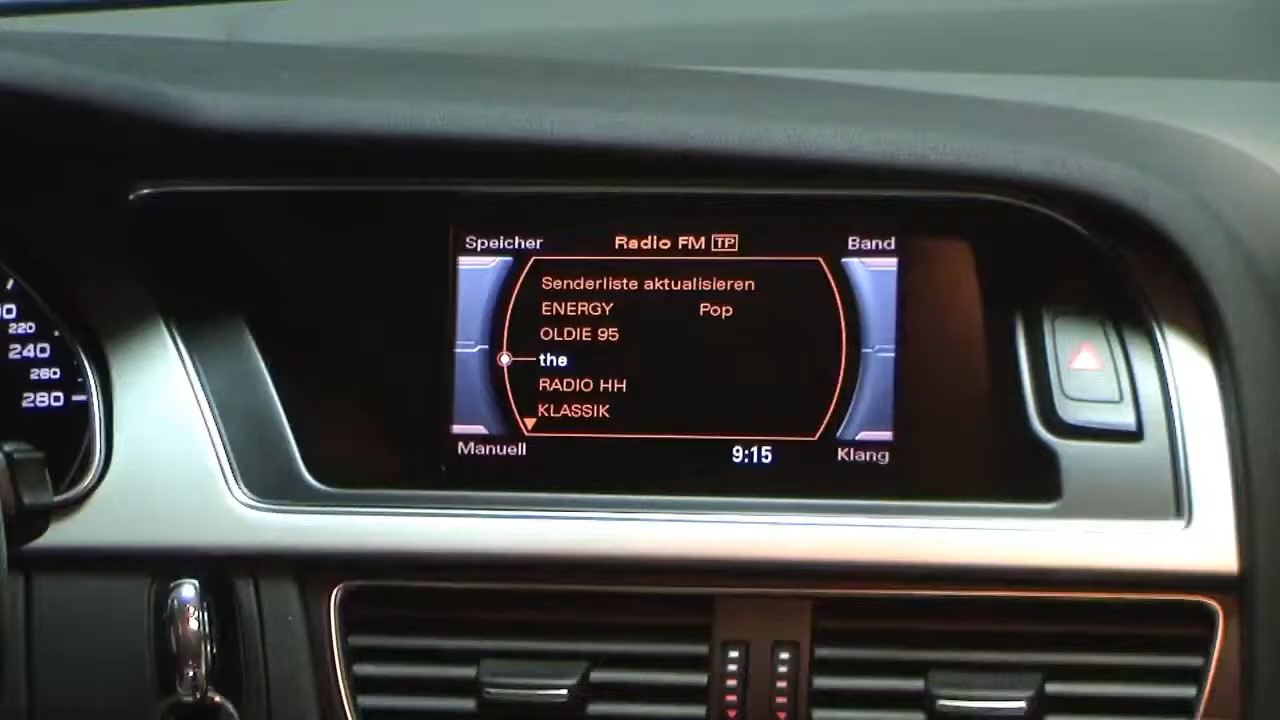 Speicher Radio FM TP Band
Senderliste aktualisieren
ENERGY Pop
OLDIE 95
the
RADIO HH
KLASSIK
Manuell 9:15 Klang
220
240
260
280